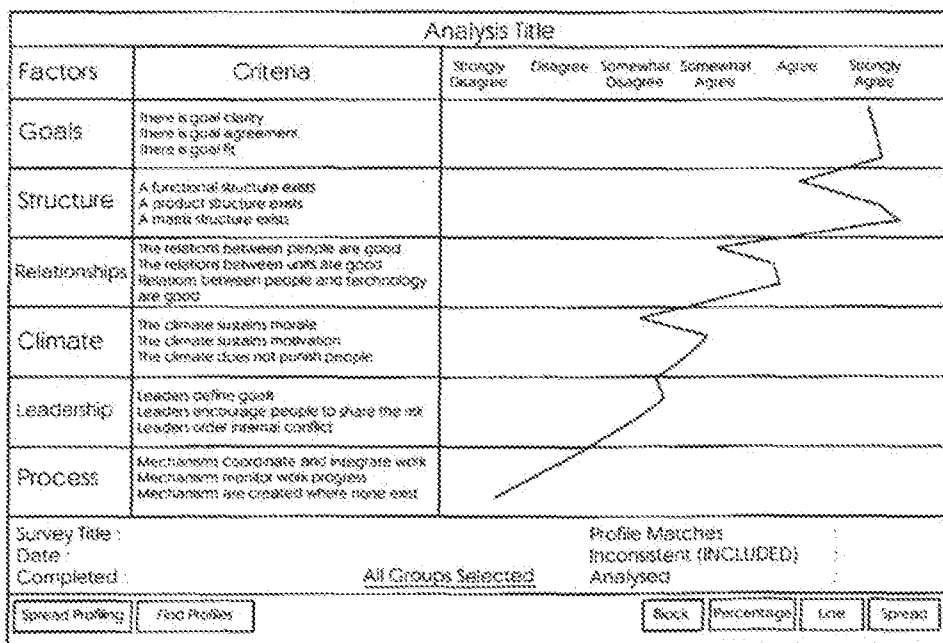 Analysis Title
Factors
Criteria
Strongly Disagree
Disagree
Somewhat Disagree
Somewhat Agree
Agree
Strongly Agree
Goals
There is goal clarity
There is goal agreement
There is goal fit
Structure
A functional structure exists
A product structure exists
A matrix structure exists
Relationships
The relations between people are good
The relations between units are good
Relations between people and technology
are good
Climate
The climate sustains morale
The climate sustains motivation
The climate does not punish people
Leadership
Leaders define goals
Leaders encourage people to share the risk
Leaders order internal conflict
Process
Mechanisms coordinate and integrate work
Mechanisms monitor work progress
Mechanisms are created where none exist
Survey Title :
Date :
Completed :
All Groups Selected
Profile Matches :
Inconsistent (INCLUDED) :
Analysed :
Spread Profiling
Find Profiles
Block
Percentage
Line
Spread